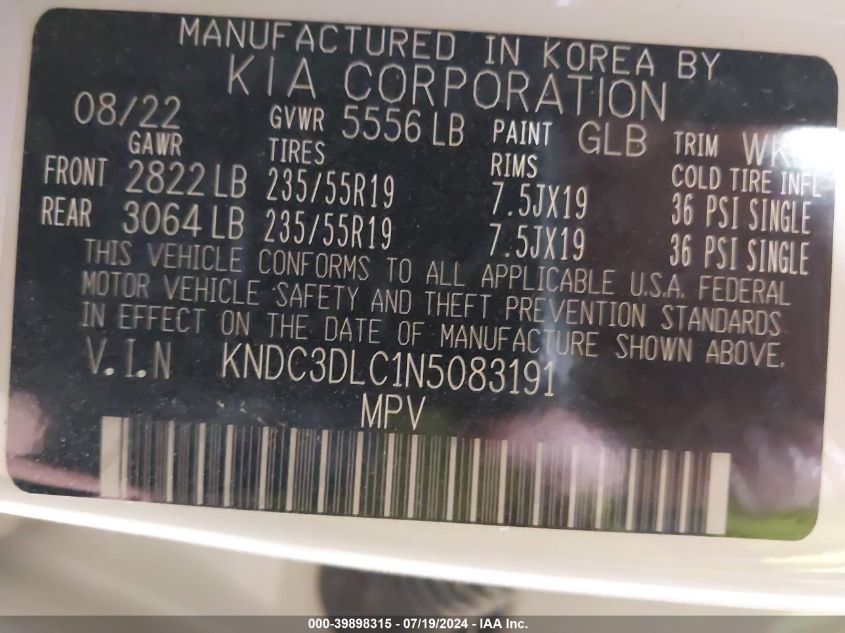 MANUFACTURED IN KOREA BY
KIA CORPORATION
08/22 GVWR 5556 LB PAINT GLB TRIM
GAWR TIRES RIMS COLD TIRE INFL
FRONT 2822 LB 235/55R19 7.5JX19 36 PSI SINGLE
REAR 3064 LB 235/55R19 7.5JX19 36 PSI SINGLE
THIS VEHICLE CONFORMS TO ALL APPLICABLE U.S.A. FEDERAL
MOTOR VEHICLE SAFETY AND THEFT PREVENTION STANDARDS
IN EFFECT ON THE DATE OF MANUFACTURE SHOWN ABOVE.
V.I.N KNDC3DLC1N5083191
MPV
000-39898315 - 07/19/2024 - IAA Inc.